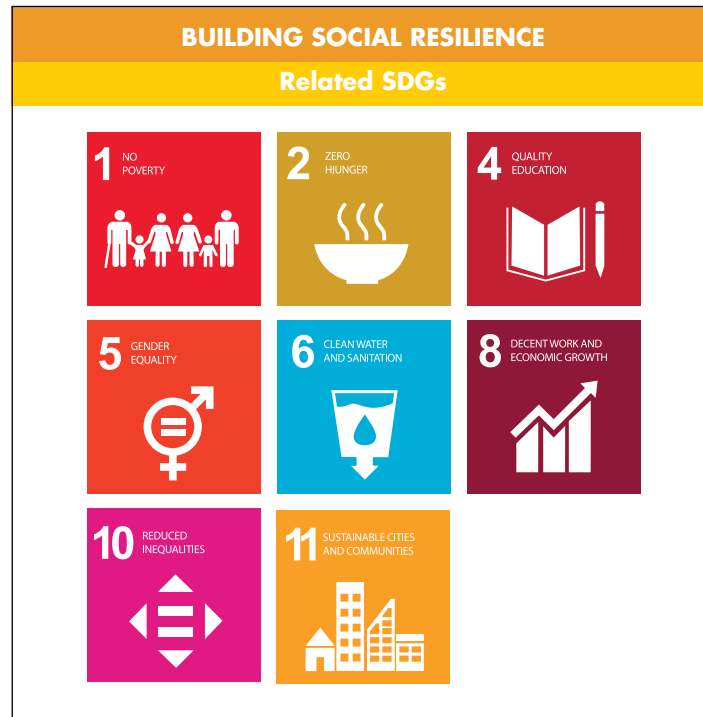 BUILDING SOCIAL RESILIENCE
Related SDGs
1 NO
POVERTY
2 ZERO
HIUNGER
4 QUALITY
EDUCATION
5 GENDER
EQUALITY
6 CLEAN WATER
AND SANITATION
8 DECENT WORK AND
ECONOMIC GROWTH
10 REDUCED
INEQUALITIES
11 SUSTAINABLE CITIES
AND COMMUNITIES